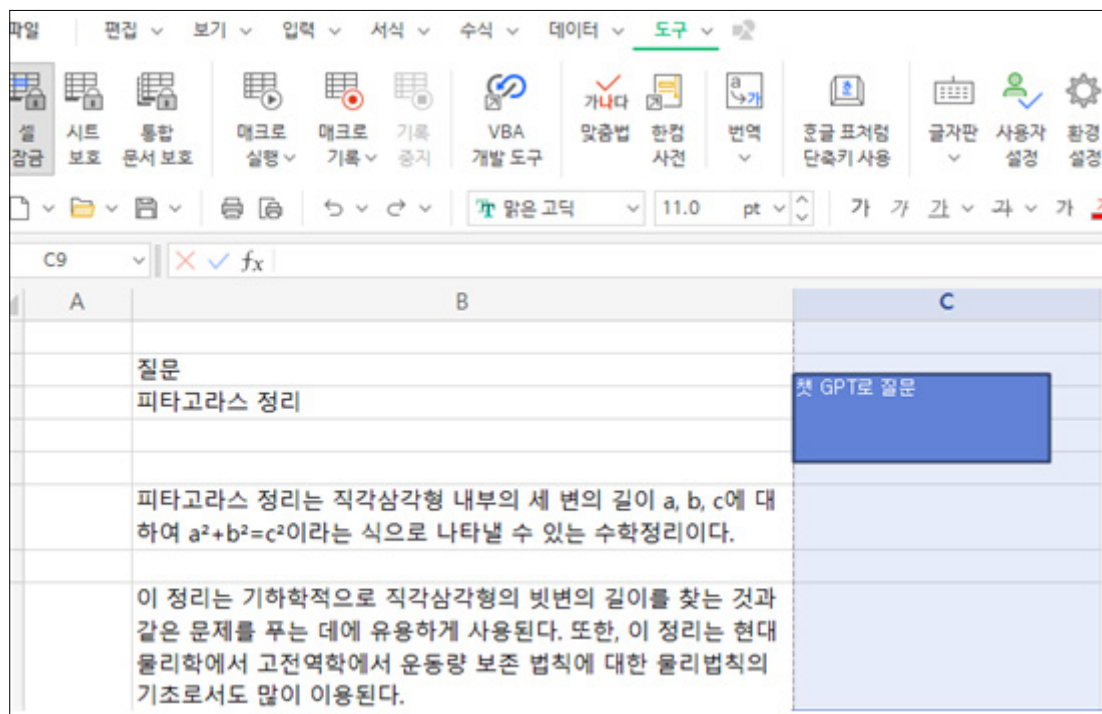 파일 편집 보기 입력 서식 수식 데이터 도구
셀 잠금 시트 보호 통합 문서 보호 매크로 실행 매크로 기록 기록 중지 VBA 개발 도구 가나다 맞춤법 한컴 사전 a 가 번역 호글 표처럼 단축키 사용 글자판 사용자 설정 환경 설정
맑은 고딕 11.0 pt 가 가 가 가 가
C9 fx
A B C
질문
피타고라스 정리
챗 GPT로 질문
피타고라스 정리는 직각삼각형 내부의 세 변의 길이 a, b, c에 대
하여 a²+b²=c²이라는 식으로 나타낼 수 있는 수학정리이다.
이 정리는 기하학적으로 직각삼각형의 빗변의 길이를 찾는 것과
같은 문제를 푸는 데에 유용하게 사용된다. 또한, 이 정리는 현대
물리학에서 고전역학에서 운동량 보존 법칙에 대한 물리법칙의
기초로서도 많이 이용된다.